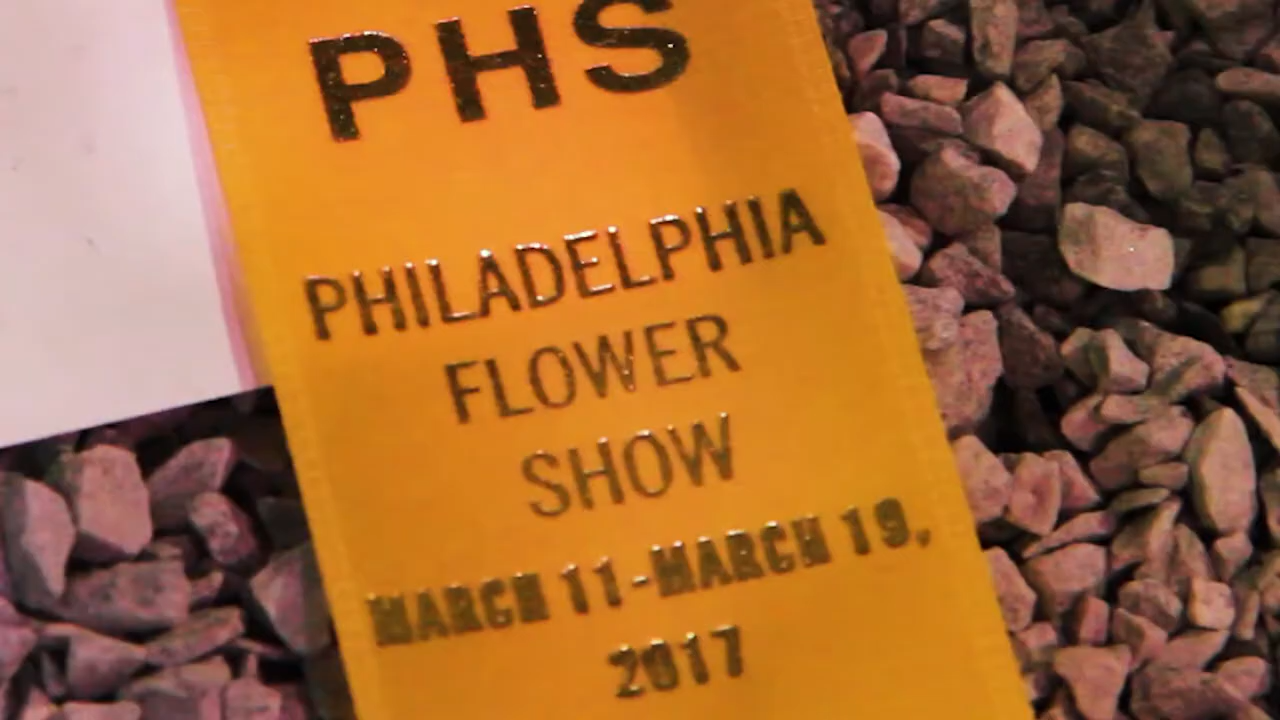 PHS
PHILADELPHIA
FLOWER
SHOW
MARCH 11-MARCH 19,
2017